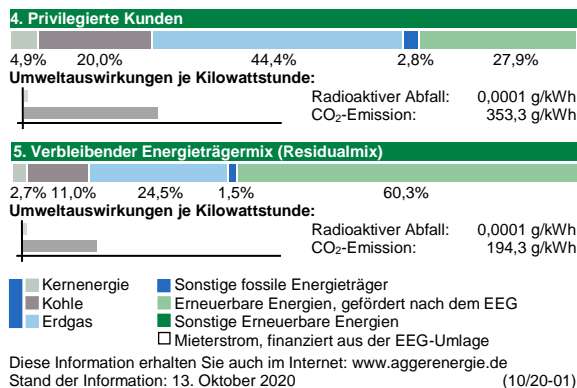 4. Privilegierte Kunden
4,9% 20,0% 44,4% 2,8% 27,9%
Umweltauswirkungen je Kilowattstunde:
Radioaktiver Abfall: 0,0001 g/kWh
CO₂-Emission: 353,3 g/kWh
5. Verbleibender Energieträgermix (Residualmix)
2,7% 11,0% 24,5% 1,5% 60,3%
Umweltauswirkungen je Kilowattstunde:
Radioaktiver Abfall: 0,0001 g/kWh
CO₂-Emission: 194,3 g/kWh
Kernenergie Sonstige fossile Energieträger
Kohle Erneuerbare Energien, gefördert nach dem EEG
Erdgas Sonstige Erneuerbare Energien
Mieterstrom, finanziert aus der EEG-Umlage
Diese Information erhalten Sie auch im Internet: www.aggerenergie.de
Stand der Information: 13. Oktober 2020 (10/20-01)